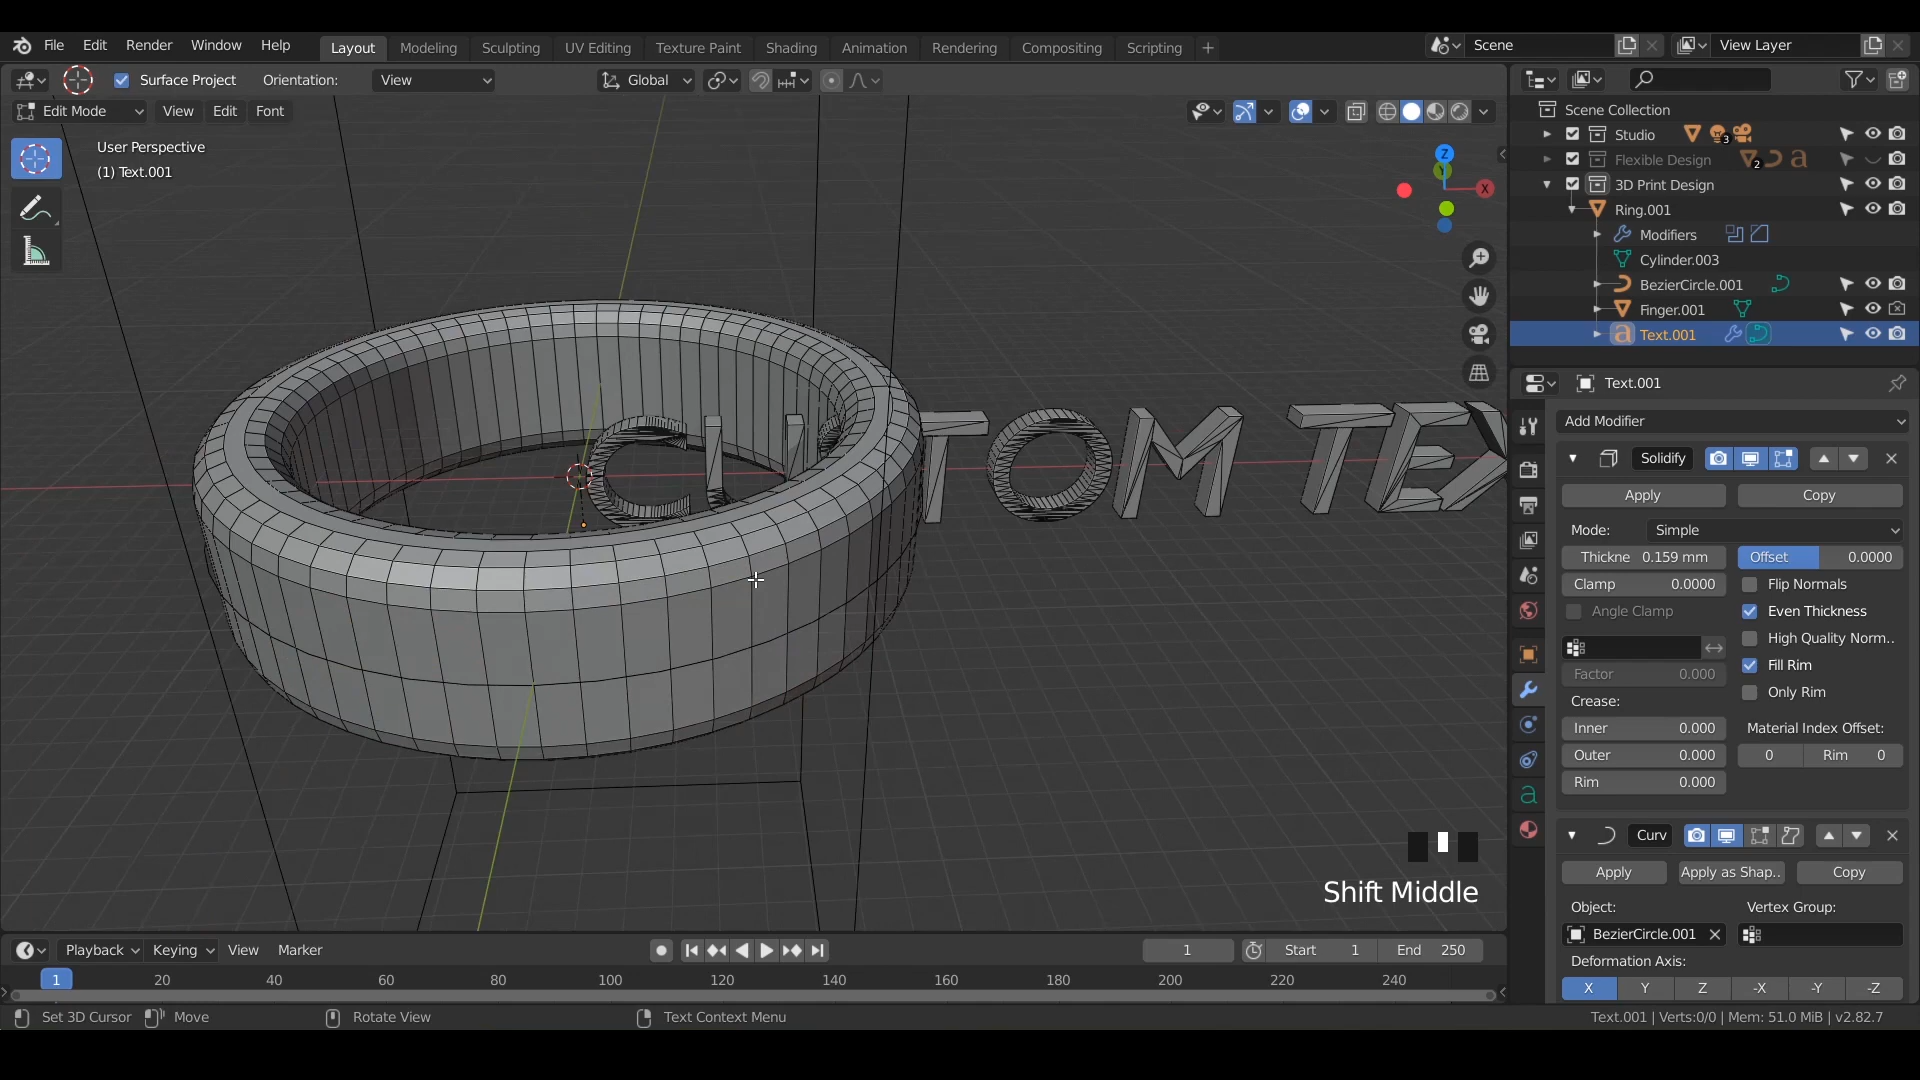 File Edit Render Window Help Layout Modeling Sculpting UV Editing Texture Paint Shading Animation Rendering Compositing Scripting + Scene View Layer
Surface Project Orientation: View Global
Edit Mode View Edit Font
User Perspective
(1) Text.001
Z
Y
X
TOM TEX
Scene Collection
Studio 3
Flexible Design 2
3D Print Design
Ring.001
Modifiers
Cylinder.003
BezierCircle.001
Finger.001
Text.001
Text.001
Add Modifier
Solidify
Apply Copy
Mode: Simple
Thickne 0.159 mm Offset 0.0000
Clamp 0.0000 Flip Normals
Angle Clamp Even Thickness
High Quality Norm..
Factor 0.000 Fill Rim
Crease: Only Rim
Inner 0.000 Material Index Offset:
Outer 0.000 0 Rim 0
Rim 0.000
Curv
Apply Apply as Shap.. Copy
Object: Vertex Group:
BezierCircle.001
Deformation Axis:
X Y Z -X -Y -Z
Shift Middle
Playback Keying View Marker 1 Start 1 End 250
1 20 40 60 80 100 120 140 160 180 200 220 240
Set 3D Cursor Move Rotate View Text Context Menu Text.001 | Verts:0/0 | Mem: 51.0 MiB | v2.82.7